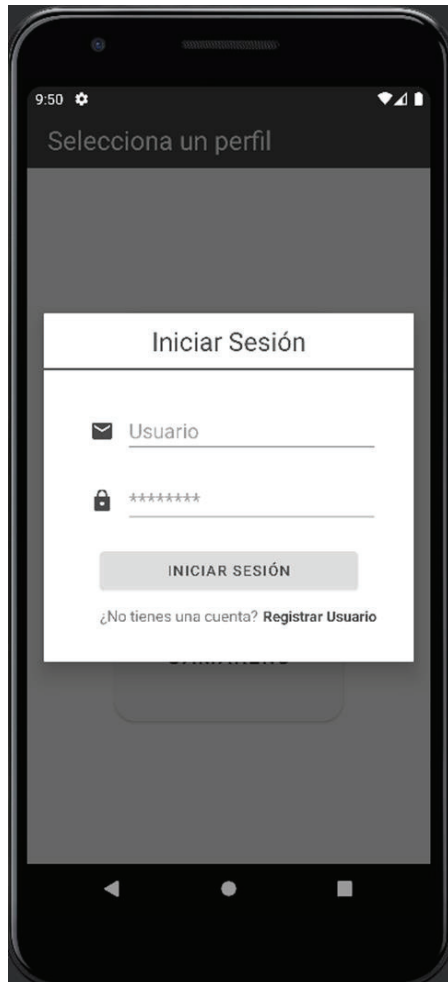 9:50
Selecciona un perfil
Iniciar Sesión
Usuario
********
INICIAR SESIÓN
¿No tienes una cuenta? Registrar Usuario